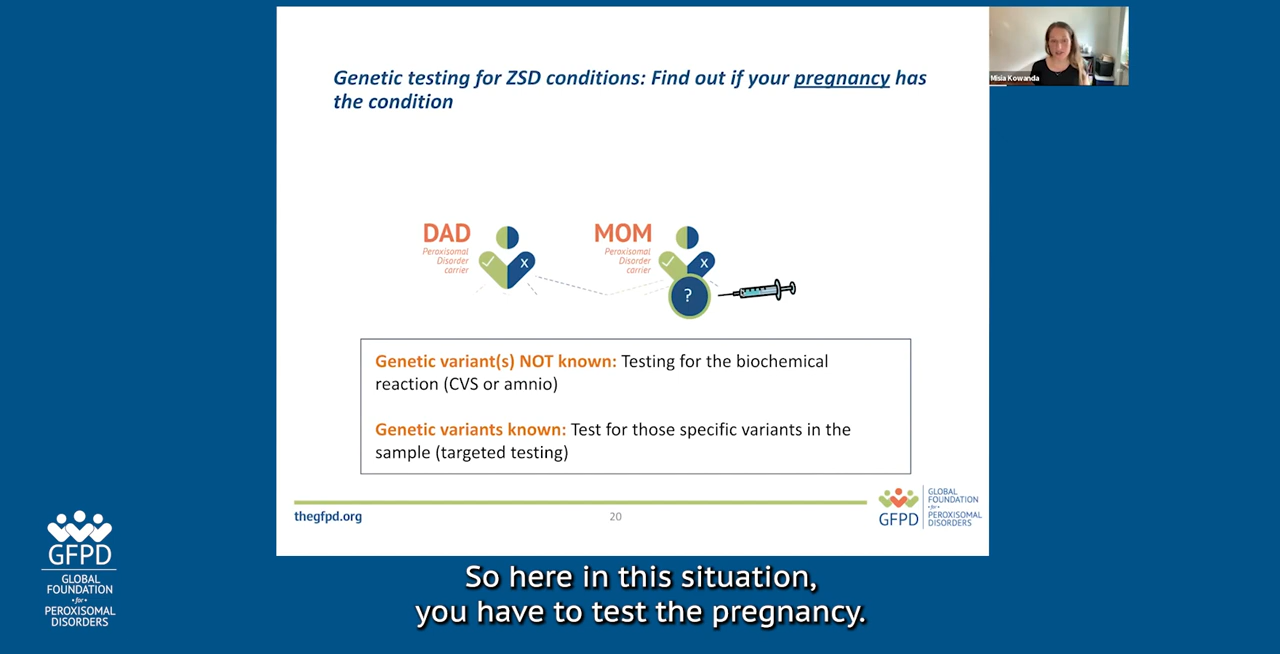 Genetic testing for ZSD conditions: Find out if your pregnancy has
the condition
Misia Kowanda
DAD
Peroxisomal
Disorder
carrier
X
MOM
Peroxisomal
Disorder
carrier
X
?
Genetic variant(s) NOT known: Testing for the biochemical
reaction (CVS or amnio)
Genetic variants known: Test for those specific variants in the
sample (targeted testing)
thegfpd.org
20
GFPD
GLOBAL
FOUNDATION
for
PEROXISOMAL
DISORDERS
GFPD
GLOBAL
FOUNDATION
for
PEROXISOMAL
DISORDERS
So here in this situation,
you have to test the pregnancy.